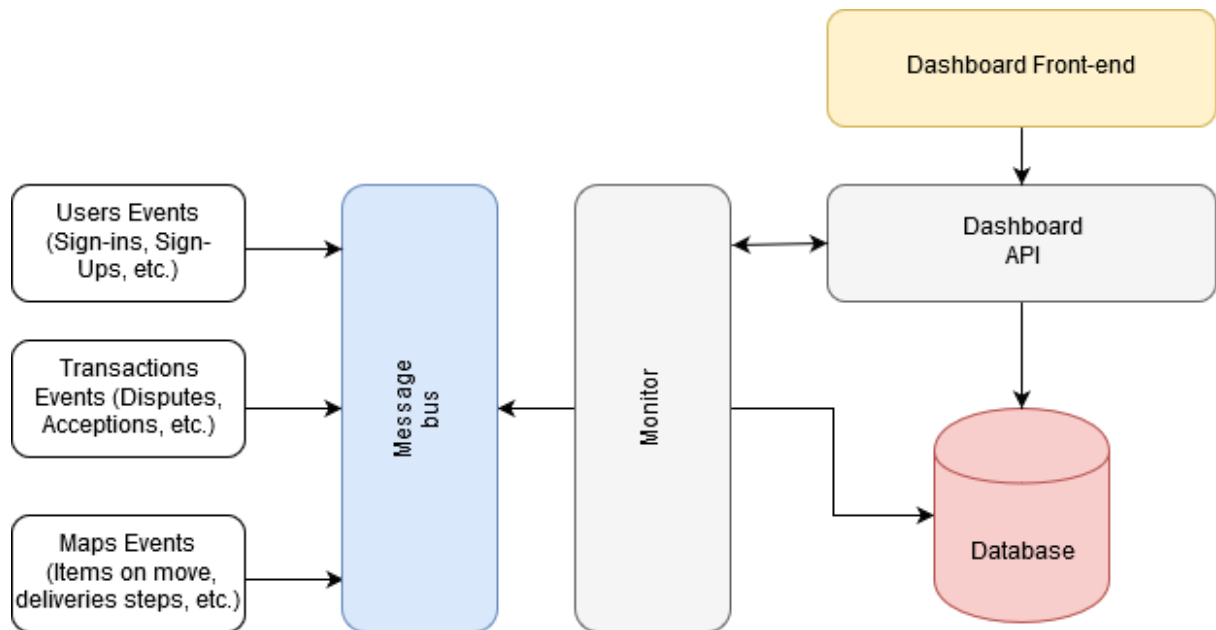 Dashboard Front-end
Users Events
(Sign-ins, Sign-
Ups, etc.)
Transactions
Events (Disputes,
Acceptions, etc.)
Maps Events
(Items on move,
deliveries steps, etc.)
Message
bus
Monitor
Dashboard
API
Database